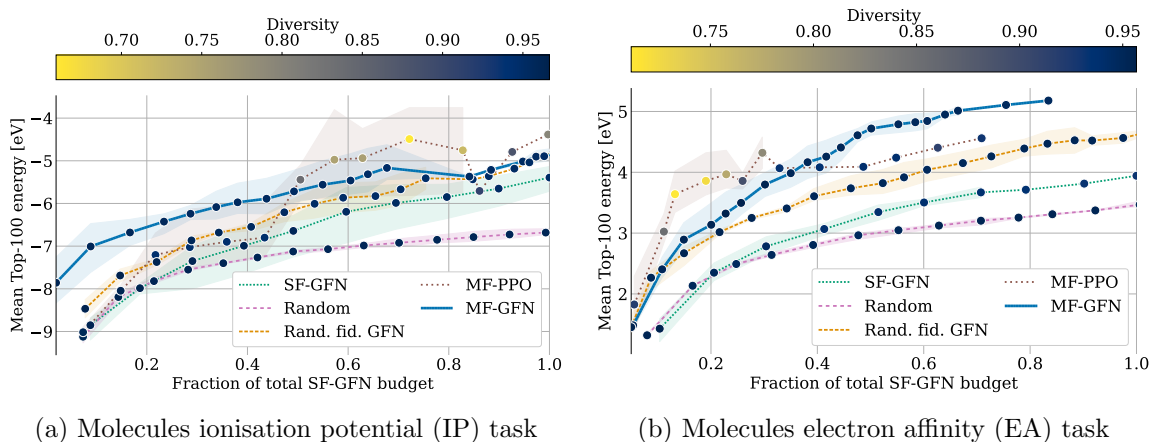 Diversity
0.70 0.75 0.80 0.85 0.90 0.95
Mean Top-100 energy [eV]
−4
−5
−6
−7
−8
−9
SF-GFN
Random
Rand. fid. GFN
MF-PPO
MF-GFN
0.2 0.4 0.6 0.8 1.0
Fraction of total SF-GFN budget
(a) Molecules ionisation potential (IP) task
Diversity
0.75 0.80 0.85 0.90 0.95
Mean Top-100 energy [eV]
5
4
3
2
SF-GFN
Random
Rand. fid. GFN
MF-PPO
MF-GFN
0.2 0.4 0.6 0.8 1.0
Fraction of total SF-GFN budget
(b) Molecules electron affinity (EA) task